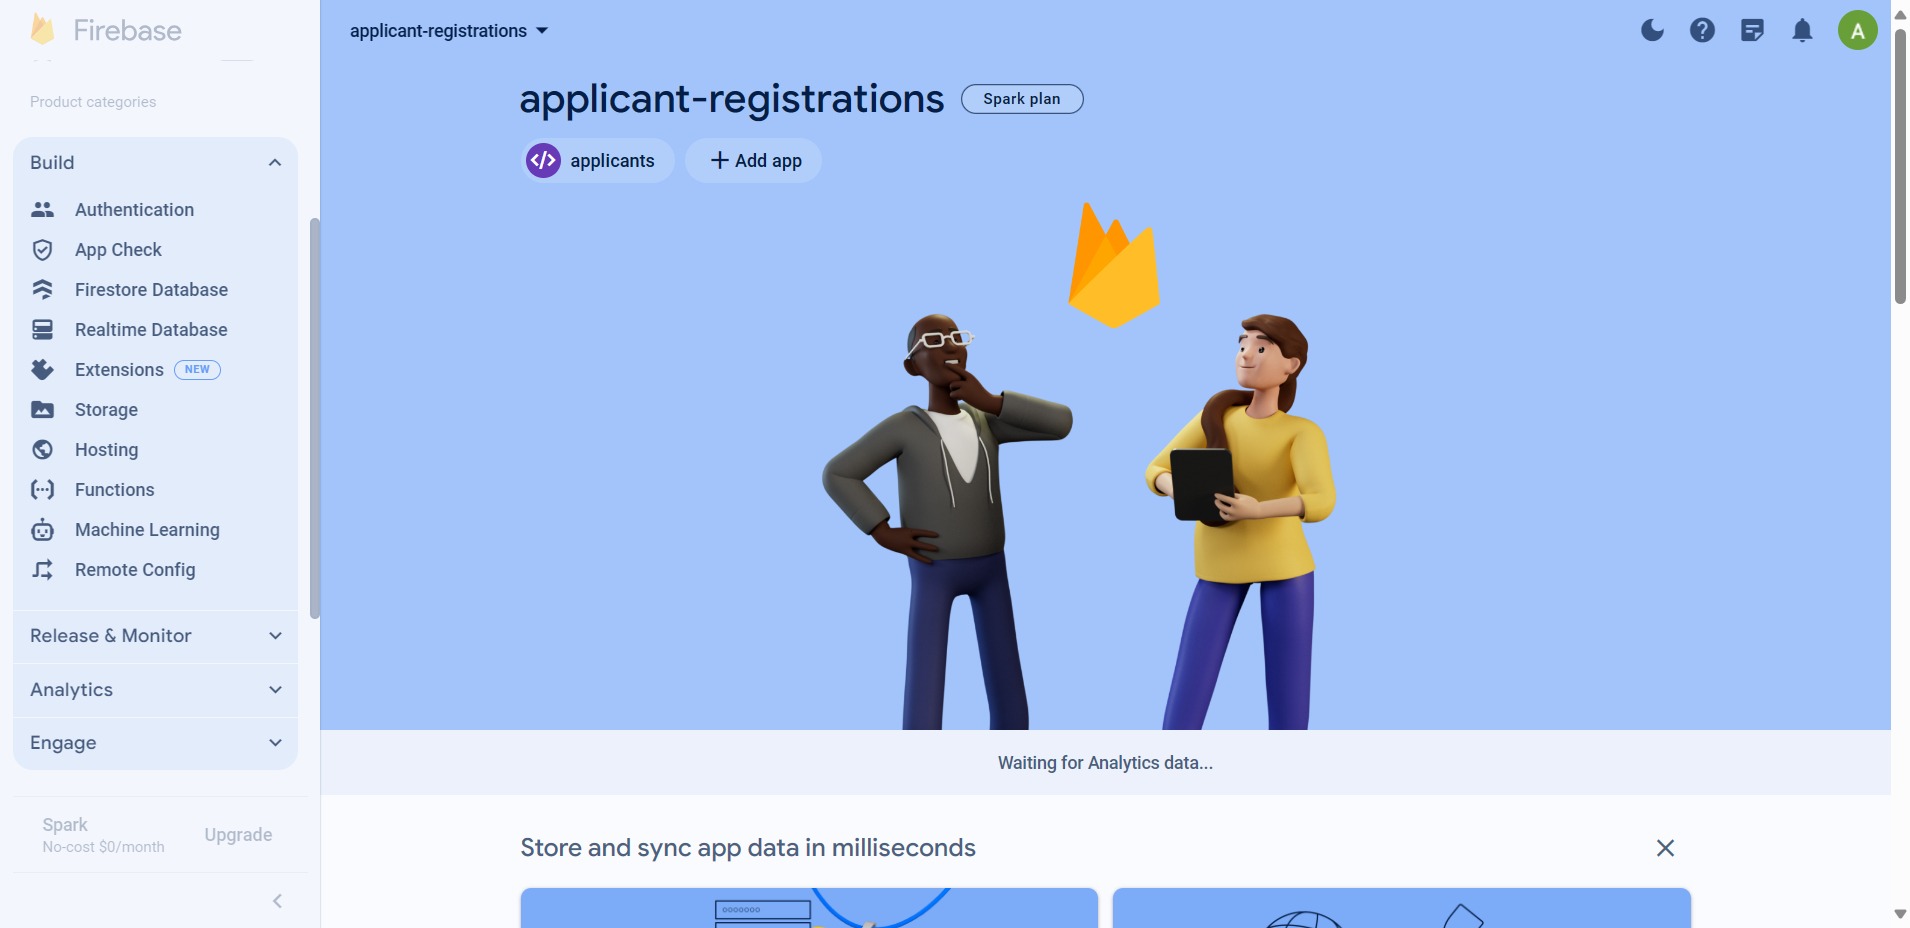 Firebase
applicant-registrations
A
Product categories
applicant-registrations
Spark plan
applicants
Add app
Build
Authentication
App Check
Firestore Database
Realtime Database
Extensions NEW
Storage
Hosting
Functions
Machine Learning
Remote Config
Release & Monitor
Analytics
Engage
Spark
No-cost $0/month
Upgrade
Waiting for Analytics data...
Store and sync app data in milliseconds